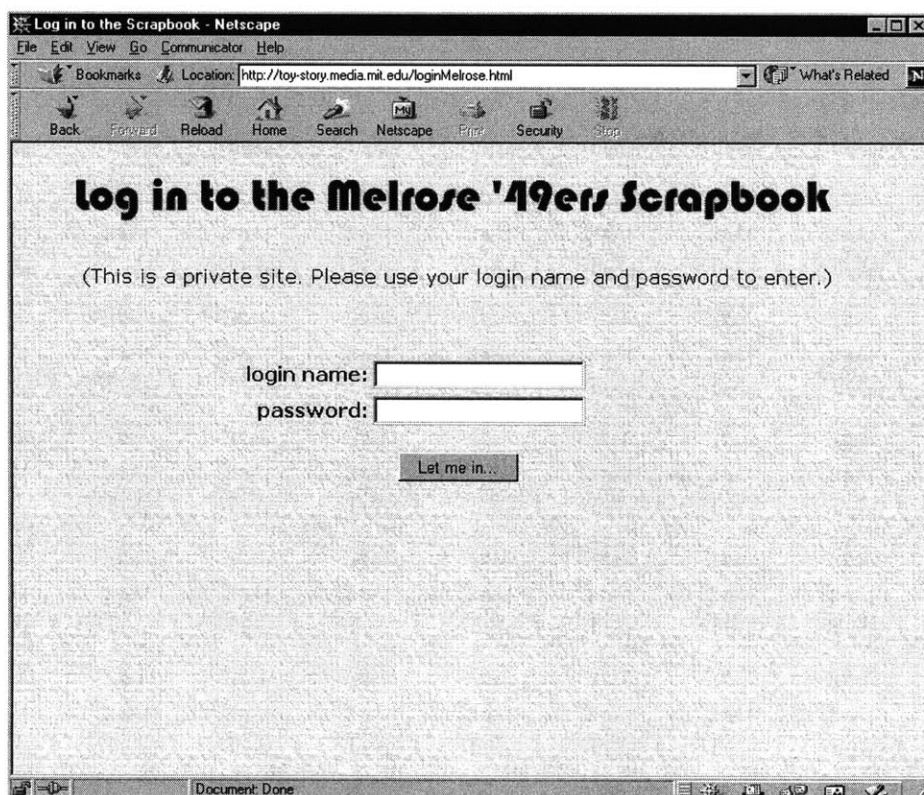 Log in to the Scrapbook - Netscape
File Edit View Go Communicator Help
Bookmarks Location: http://toy-story.media.mit.edu/loginMelrose.html What's Related N
Back Forward Reload Home Search Netscape Print Security Stop
My
Log in to the Melrose '49ers Scrapbook
(This is a private site. Please use your login name and password to enter.)
login name:
password:
Let me in...
Document: Done